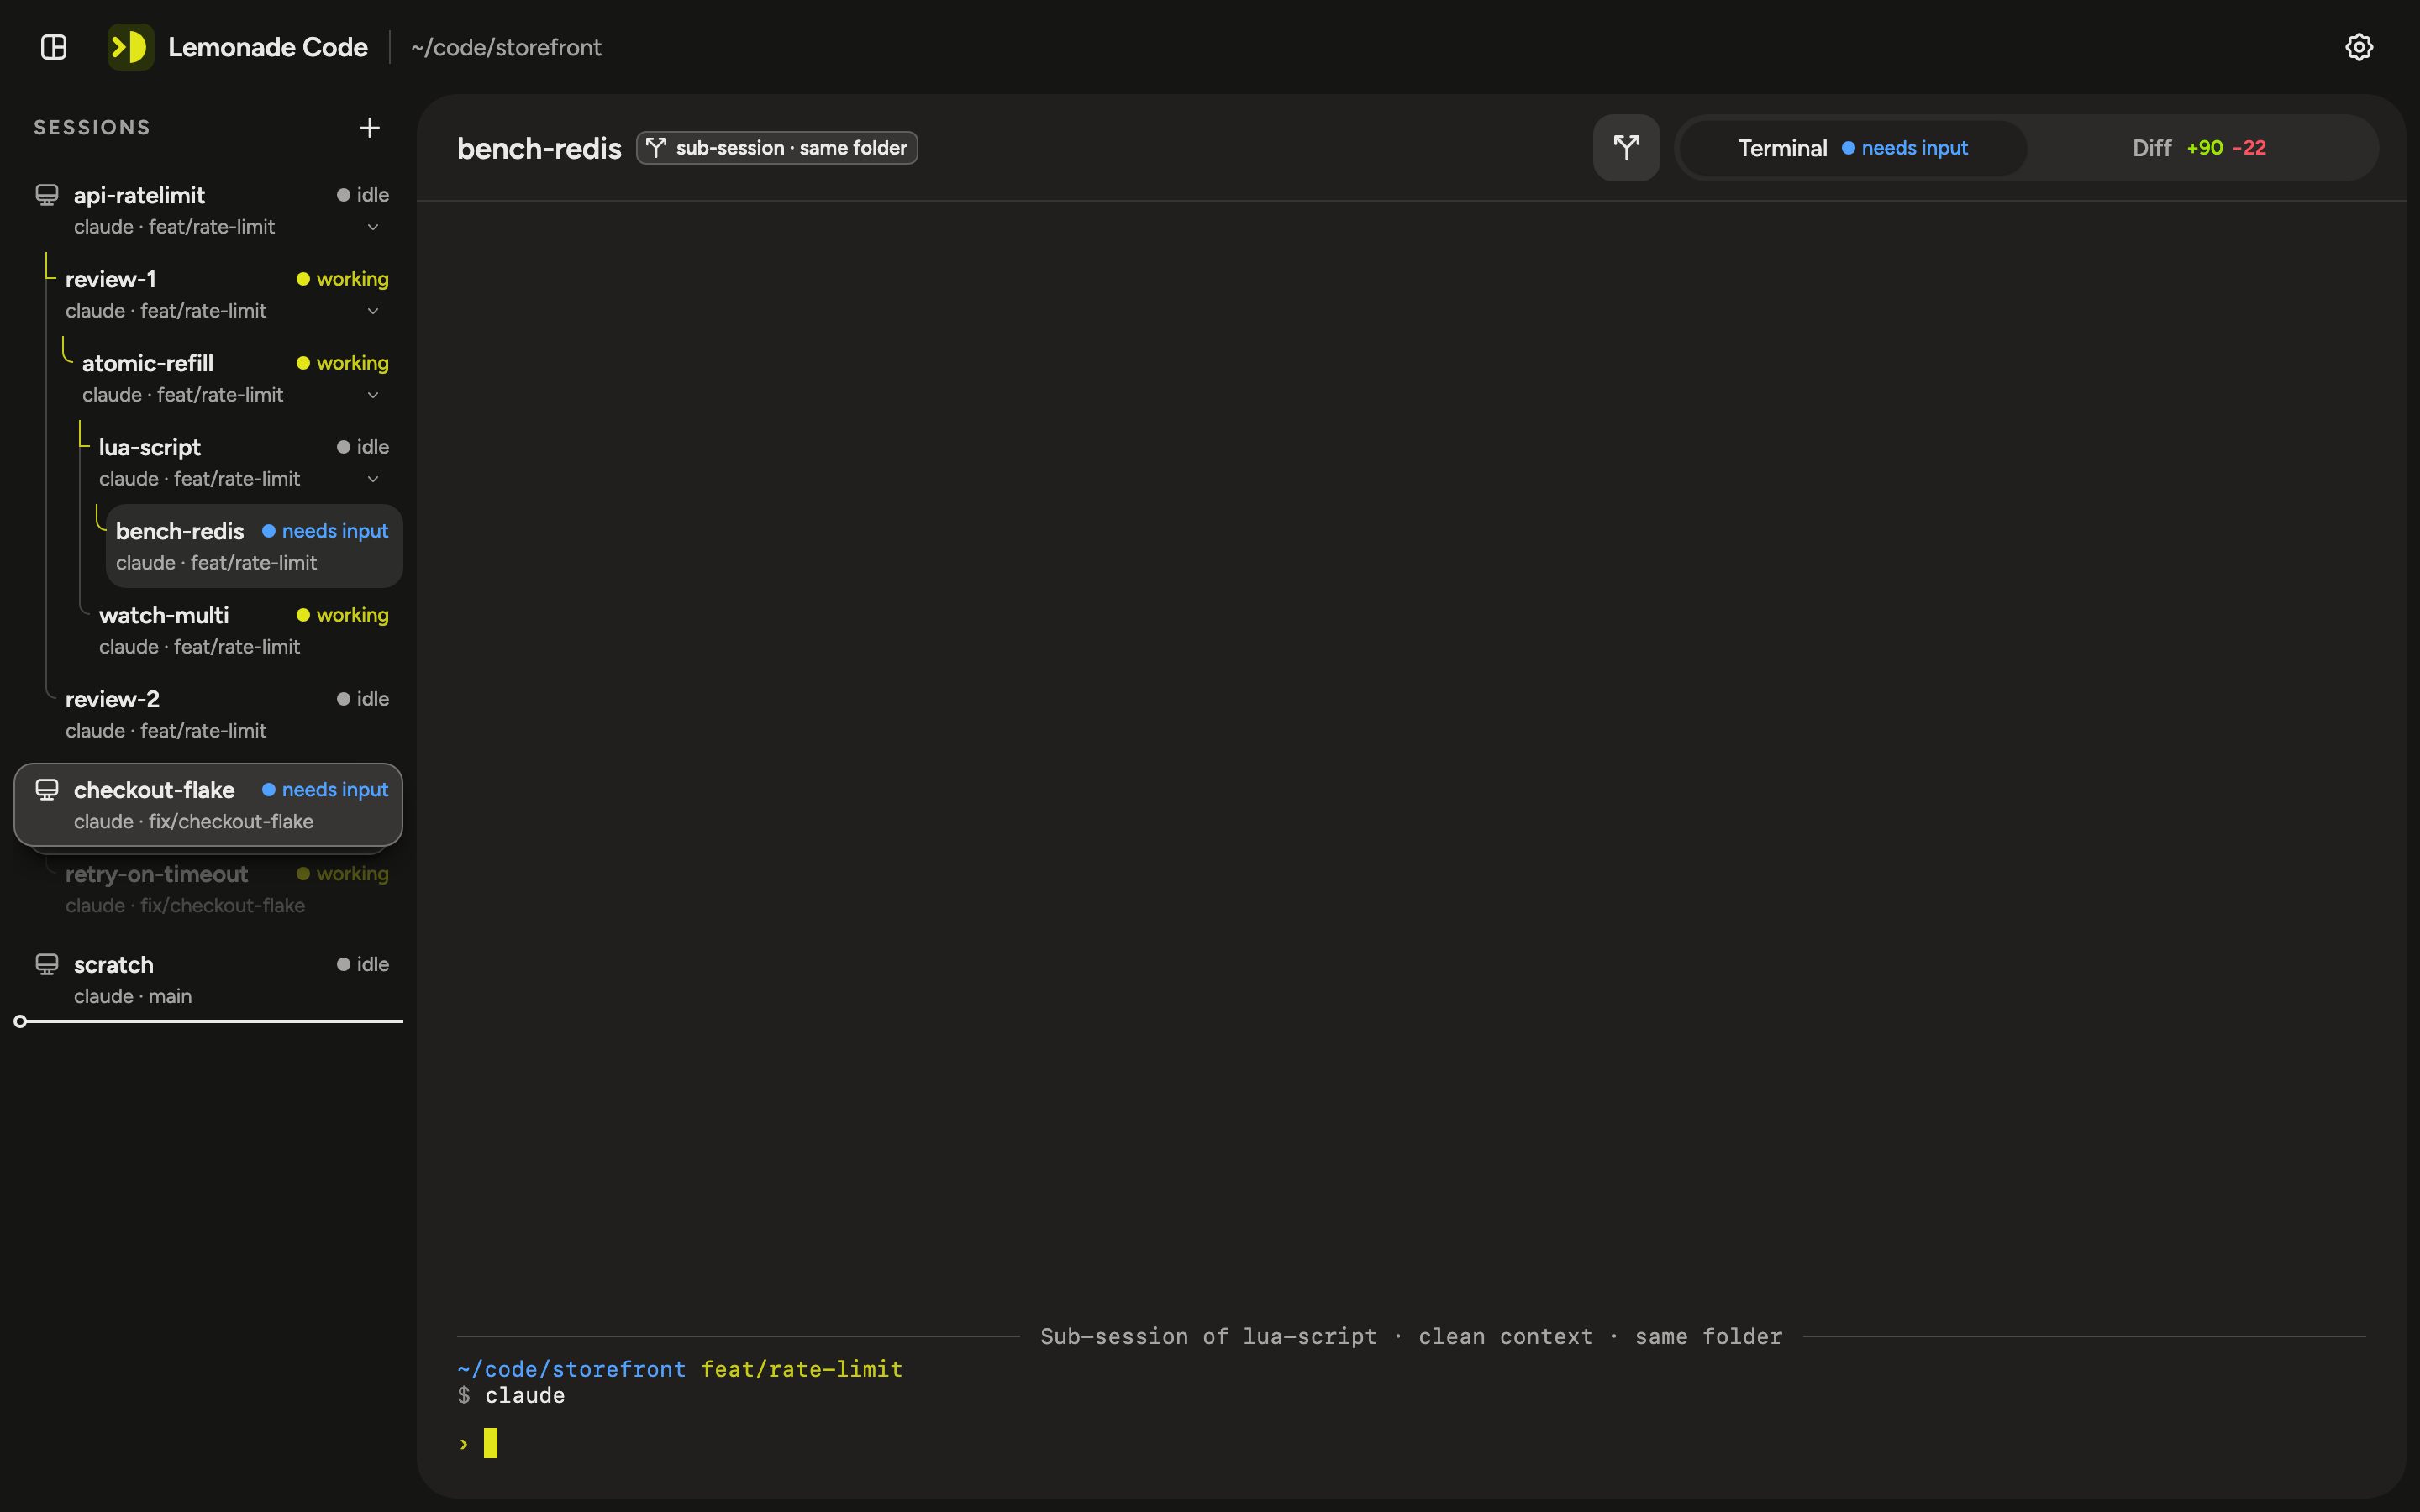 Lemonade Code
~/code/storefront
SESSIONS
api-ratelimit idle
claude · feat/rate-limit
review-1 working
claude · feat/rate-limit
atomic-refill working
claude · feat/rate-limit
lua-script idle
claude · feat/rate-limit
bench-redis needs input
claude · feat/rate-limit
watch-multi working
claude · feat/rate-limit
review-2 idle
claude · feat/rate-limit
checkout-flake needs input
claude · fix/checkout-flake
retry-on-timeout working
claude · fix/checkout-flake
scratch idle
claude · main
bench-redis sub-session · same folder
Terminal needs input
Diff +90 -22
Sub-session of lua-script · clean context · same folder
~/code/storefront feat/rate-limit
$ claude
›